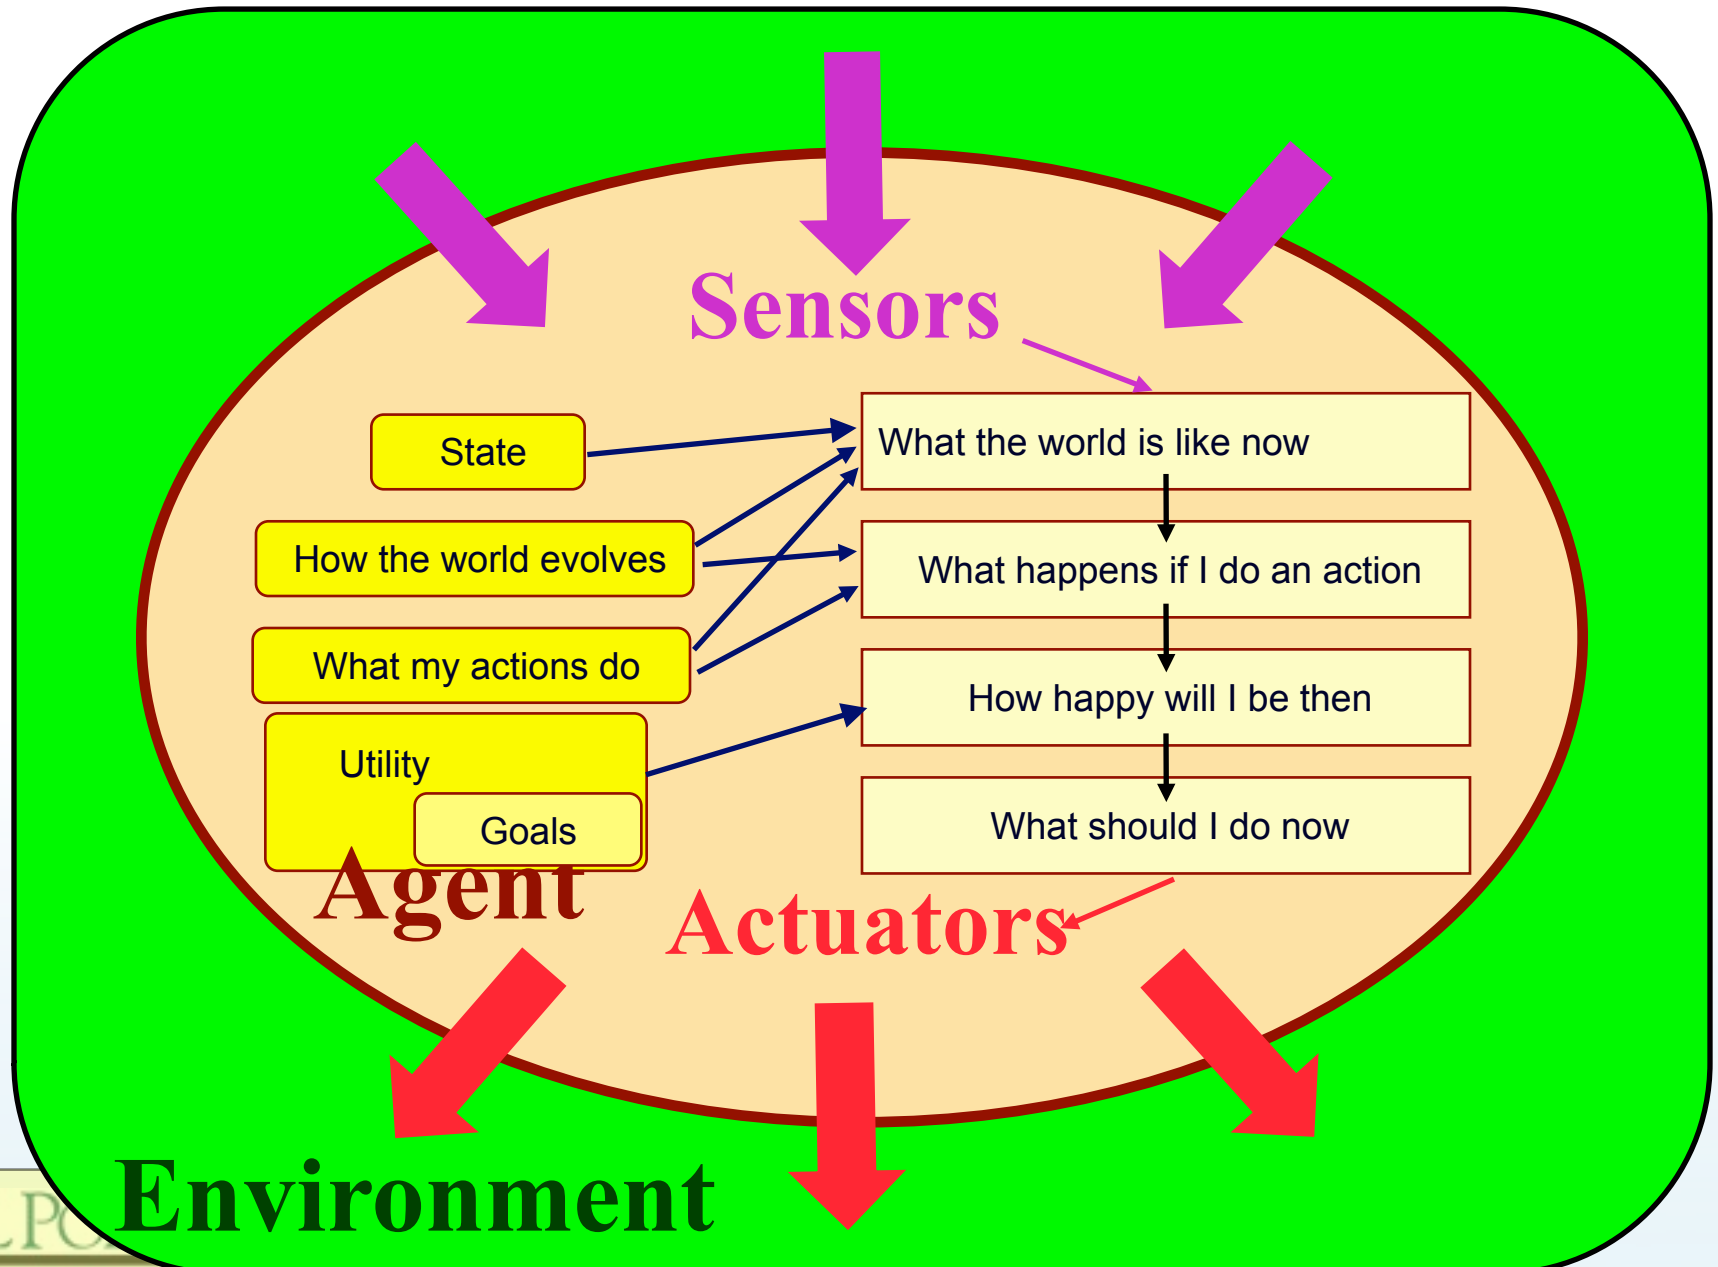 Sensors
State
What the world is like now
How the world evolves
What happens if I do an action
What my actions do
How happy will I be then
Utility
Goals
What should I do now
Agent
Actuators
Environment